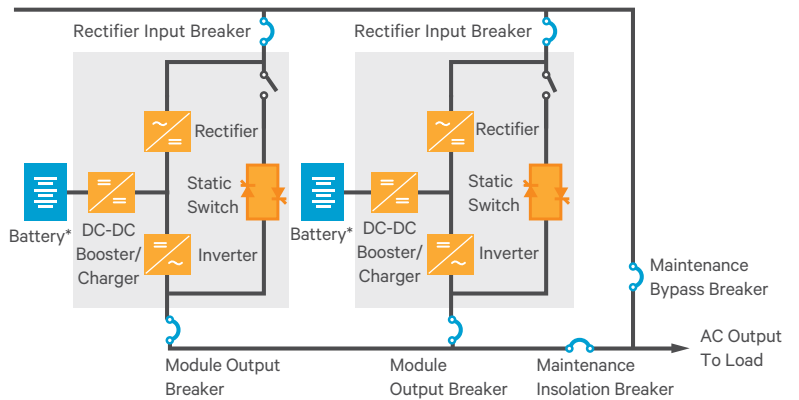 Rectifier Input Breaker
Rectifier Input Breaker
Rectifier
Rectifier
Static
Switch
Static
Switch
Battery*
DC-DC
Booster/
Charger
Inverter
Battery*
DC-DC
Booster/
Charger
Inverter
Maintenance
Bypass Breaker
AC Output
To Load
Module Output
Breaker
Module
Output Breaker
Maintenance
Insolation Breaker